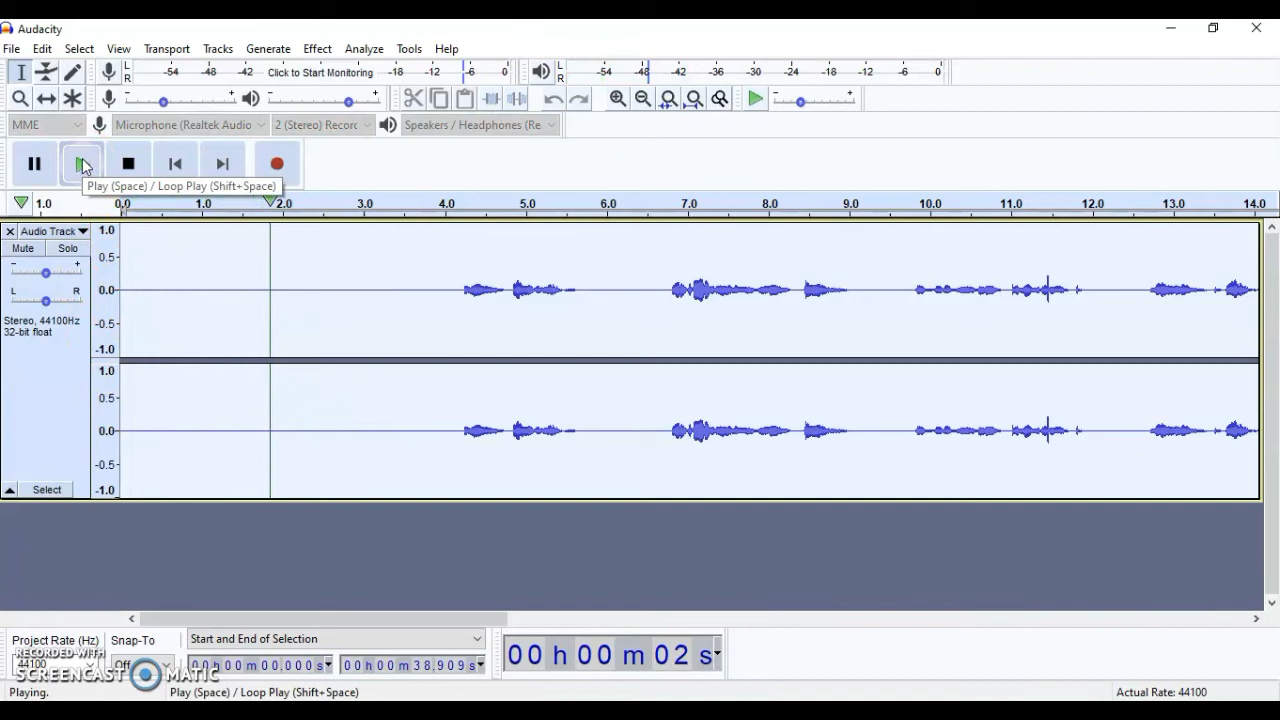 Audacity
File Edit Select View Transport Tracks Generate Effect Analyze Tools Help
L
R
-54 -48 -42 Click to Start Monitoring -18 -12 -6 0
L
R
-54 -48 -42 -36 -30 -24 -18 -12 -6 0
- + - + - +
MME Microphone (Realtek Audio 2 (Stereo) Recorc Speakers / Headphones (Re
Play (Space) / Loop Play (Shift+Space)
1.0 0.0 1.0 2.0 3.0 4.0 5.0 6.0 7.0 8.0 9.0 10.0 11.0 12.0 13.0 14.0
Audio Track
Mute Solo
- +
L R
Stereo, 44100Hz
32-bit float
1.0
0.5
0.0
-0.5
-1.0
1.0
0.5
0.0
-0.5
-1.0
Select
Project Rate (Hz) Snap-To Start and End of Selection
44100 Off 00 h 00 m 00.000 s 00 h 00 m 38.909 s
00 h 00 m 02 s
RECORDED WITH
SCREENCAST MATIC
Playing. Play (Space) / Loop Play (Shift+Space) Actual Rate: 44100